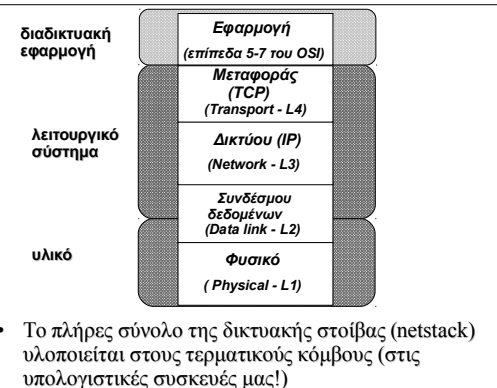 διαδικτυακή
εφαρμογή
Εφαρμογή
(επίπεδα 5-7 του OSI)
Μεταφοράς
(TCP)
(Transport - L4)
λειτουργικό
σύστημα
Δικτύου (IP)
(Network - L3)
Συνδέσμου
δεδομένων
(Data link - L2)
υλικό
Φυσικό
( Physical - L1)
• Το πλήρες σύνολο της δικτυακής στοίβας (netstack)
υλοποιείται στους τερματικούς κόμβους (στις
υπολογιστικές συσκευές μας!)